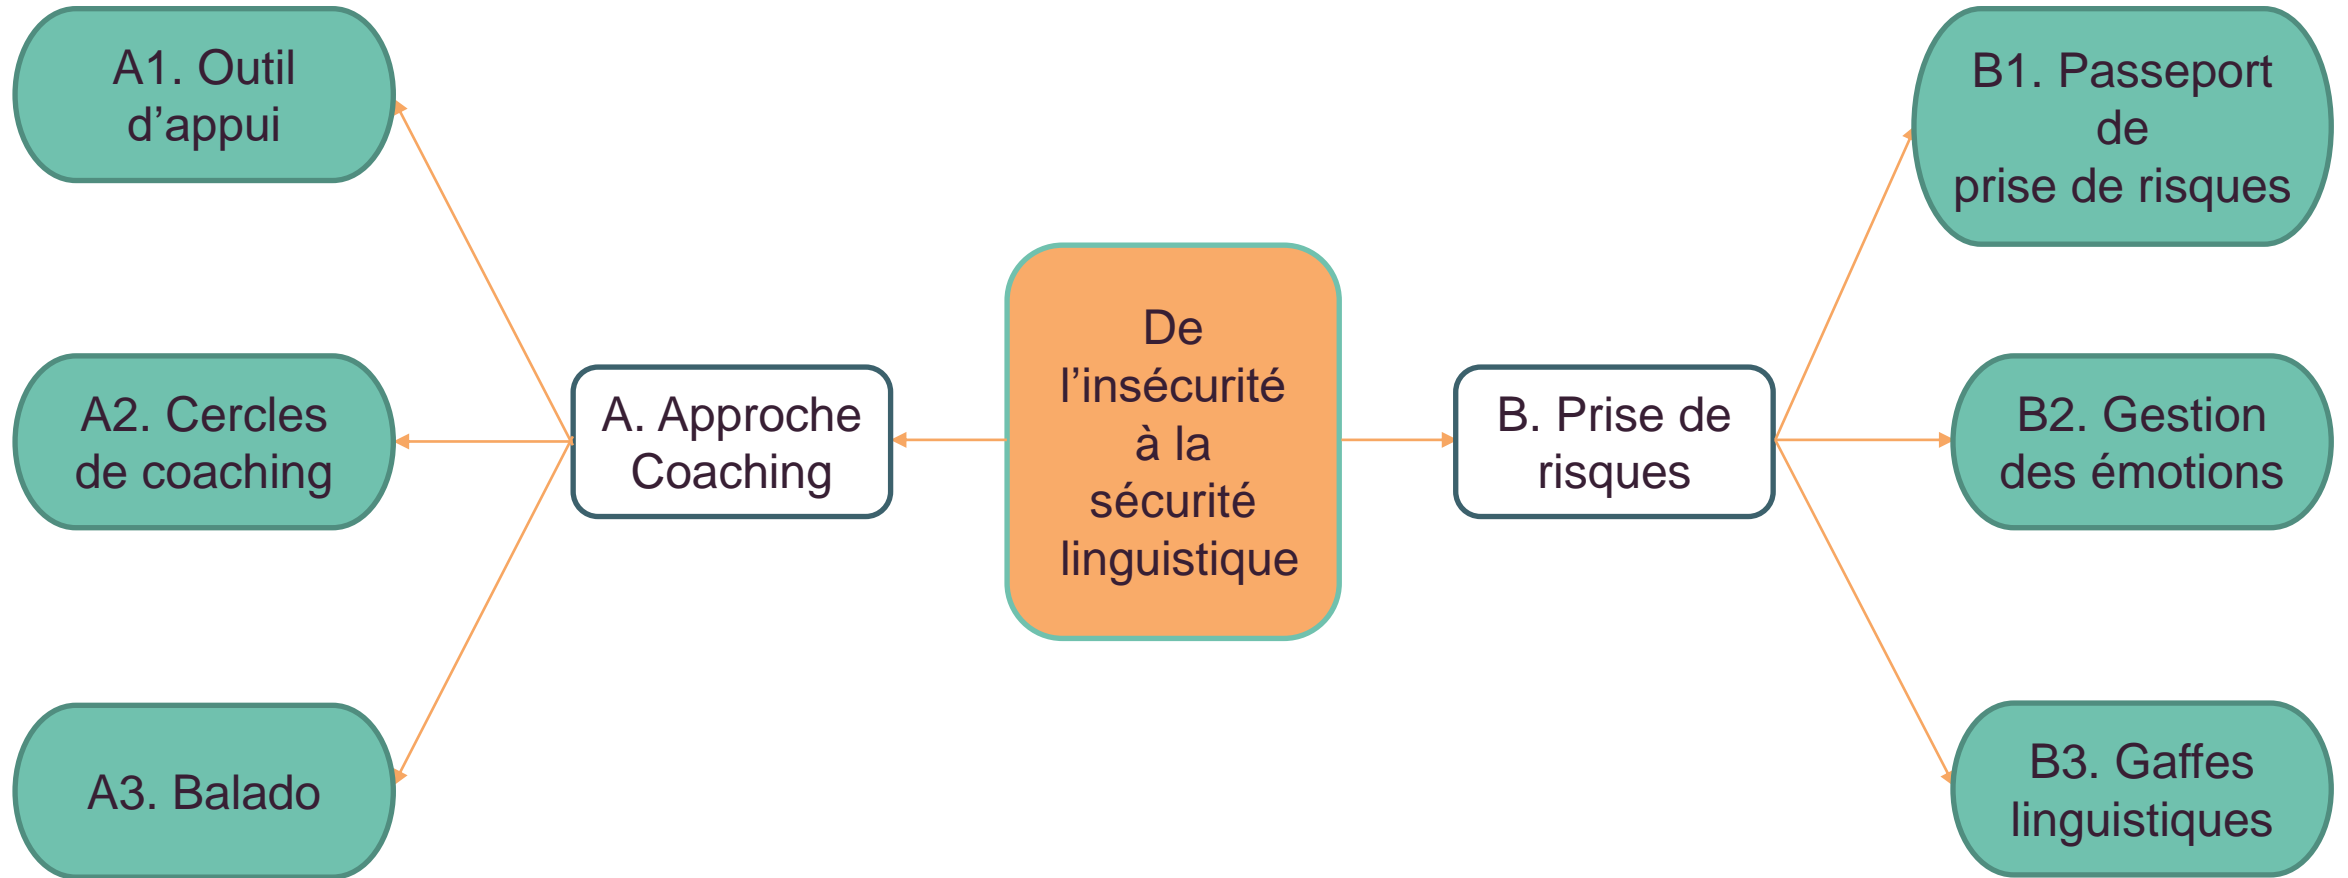 A1. Outil
d’appui
A2. Cercles
de coaching
A3. Balado
A. Approche
Coaching
De
l’insécurité
à la
sécurité
linguistique
B. Prise de
risques
B1. Passeport
de
prise de risques
B2. Gestion
des émotions
B3. Gaffes
linguistiques